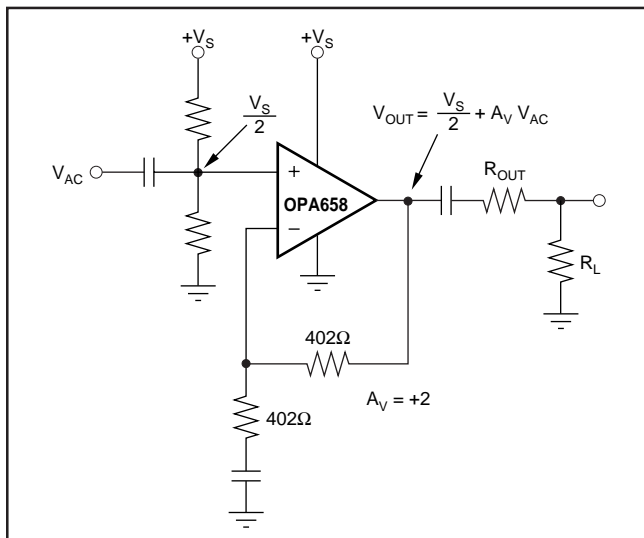 +V_S
+V_S
V_S
2
V_OUT = V_S/2 + A_V V_AC
V_AC
R_OUT
+
OPA658
−
R_L
402Ω
A_V = +2
402Ω